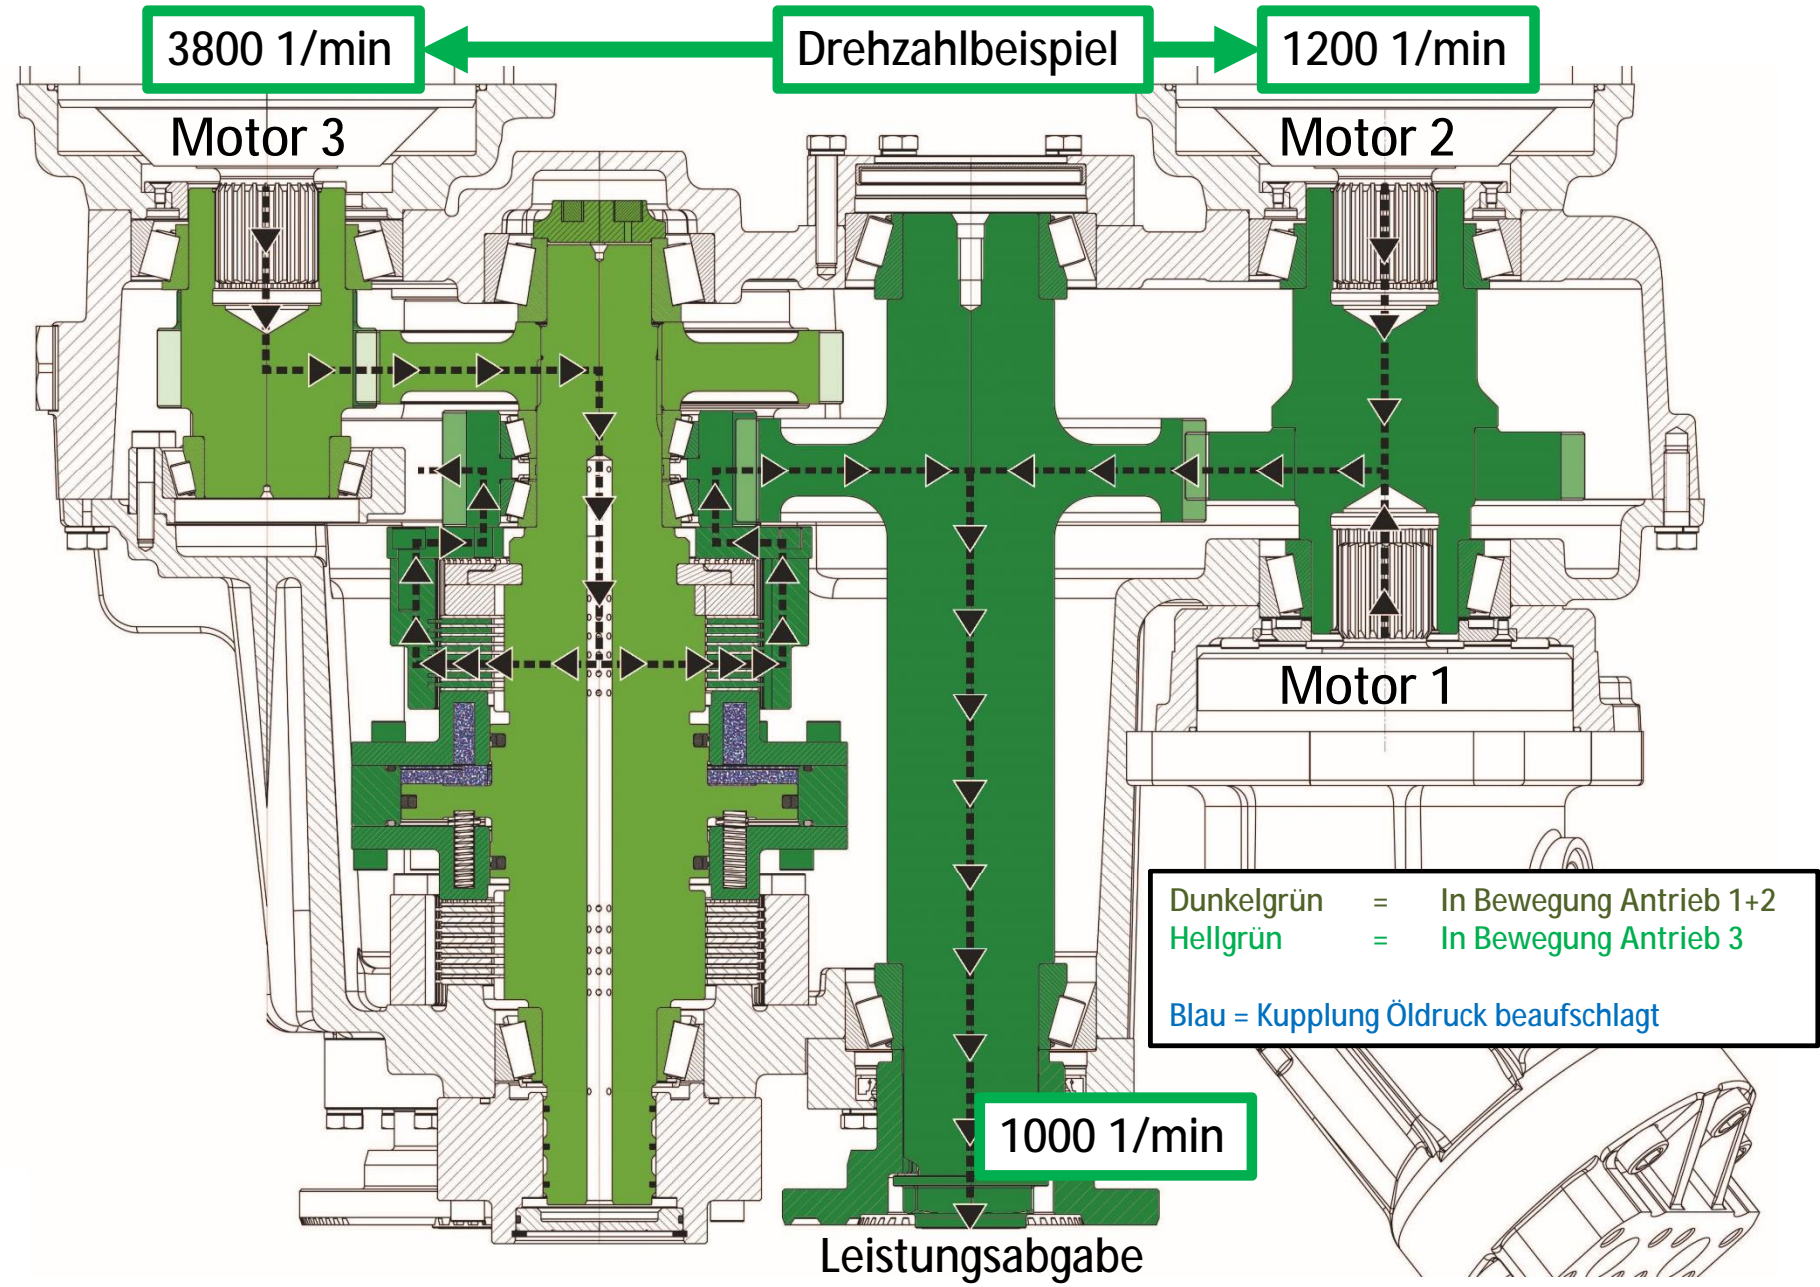 3800 1/min
Drehzahlbeispiel
1200 1/min
Motor 3
Motor 2
Motor 1
Dunkelgrün = In Bewegung Antrieb 1+2
Hellgrün = In Bewegung Antrieb 3
Blau = Kupplung Öldruck beaufschlagt
1000 1/min
Leistungsabgabe